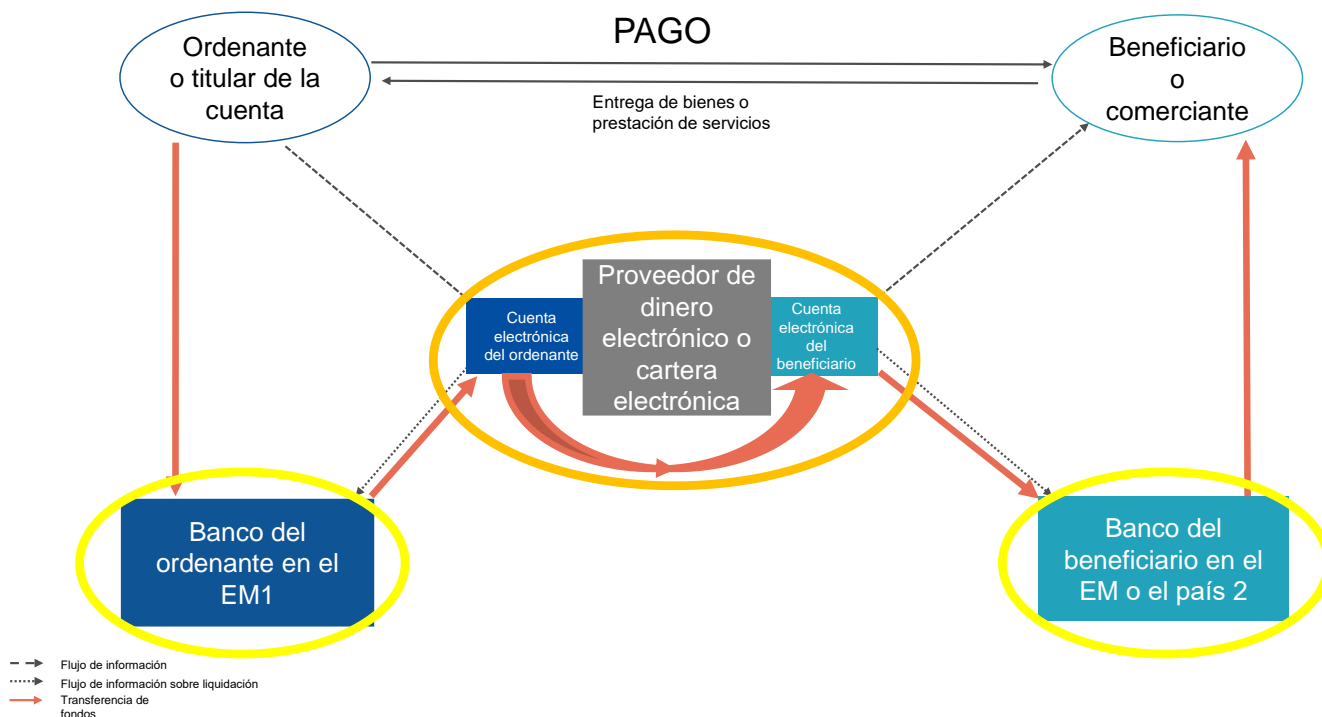 PAGO
Ordenante
o titular de la
cuenta
Beneficiario
o
comerciante
Entrega de bienes o
prestación de servicios
Cuenta
electrónica
del ordenante
Proveedor de
dinero
electrónico o
cartera
electrónica
Cuenta
electrónica
del
beneficiario
Banco del
ordenante en el
EM1
Banco del
beneficiario en el
EM o el país 2
Flujo de información
Flujo de información sobre liquidación
Transferencia de
fondos